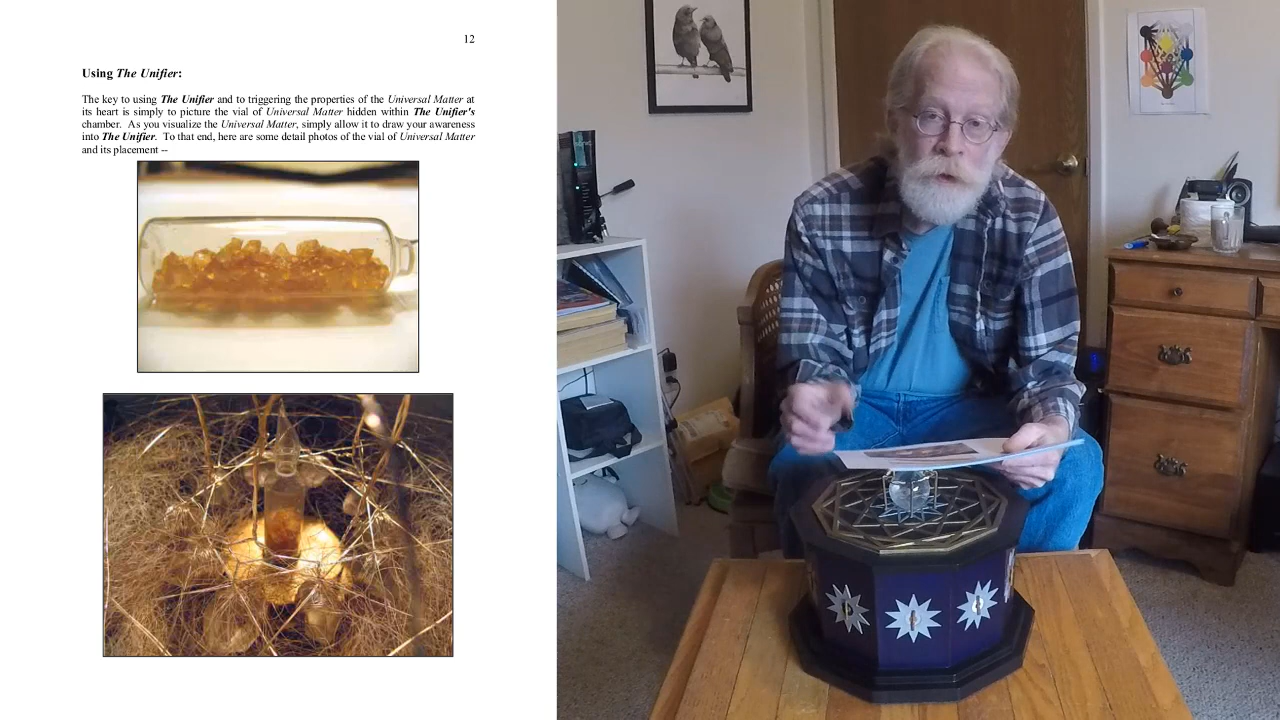 12
Using The Unifier:
The key to using The Unifier and to triggering the properties of the Universal Matter at
its heart is simply to picture the vial of Universal Matter hidden within The Unifier's
chamber. As you visualize the Universal Matter, simply allow it to draw your awareness
into The Unifier. To that end, here are some detail photos of the vial of Universal Matter
and its placement --